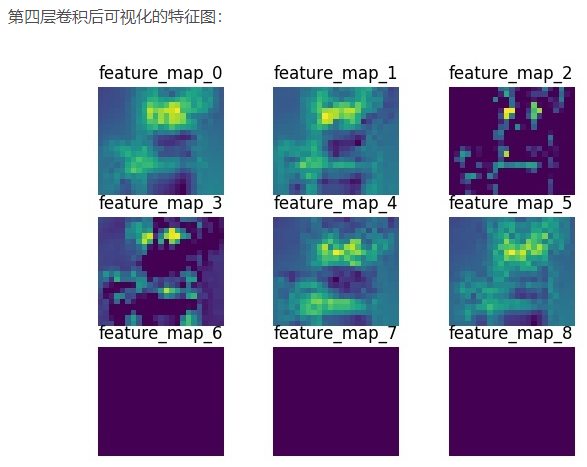 第四层卷积后可视化的特征图：
feature_map_0 feature_map_1 feature_map_2
feature_map_3 feature_map_4 feature_map_5
feature_map_6 feature_map_7 feature_map_8